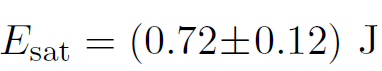 E_sat = (0.72±0.12) J